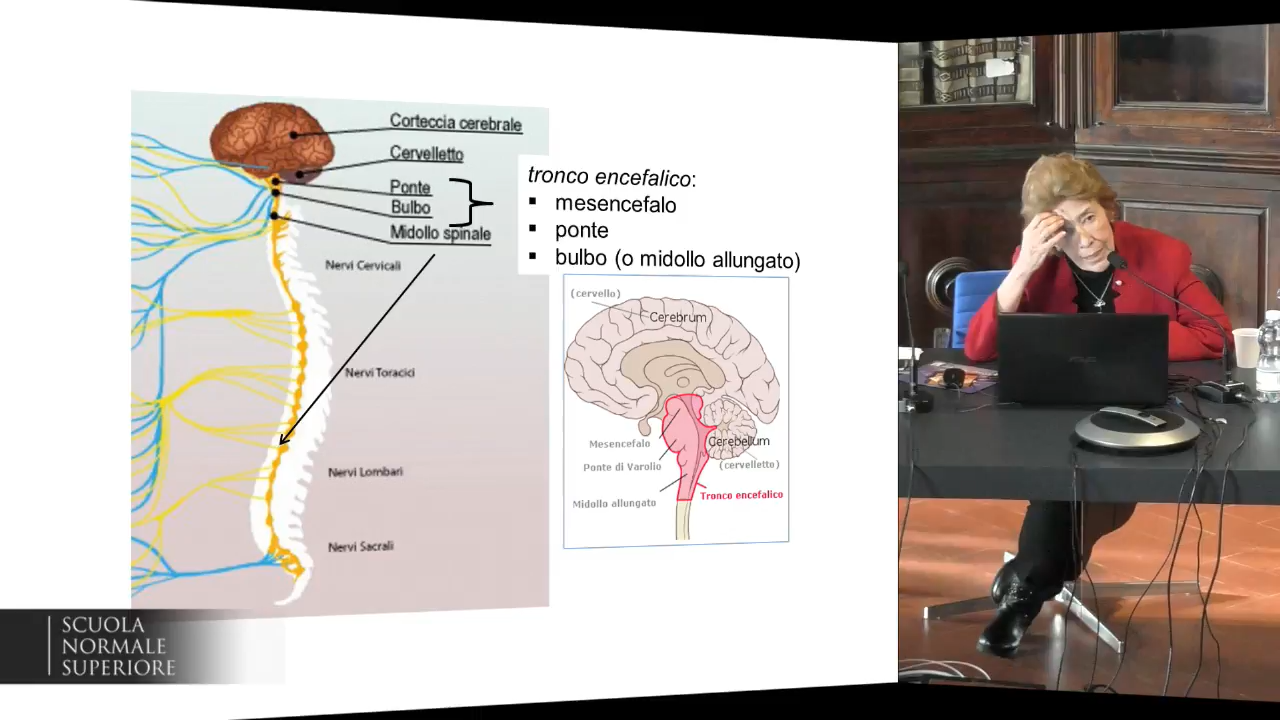 Corteccia cerebrale
Cervelletto
Ponte
Bulbo
Midollo spinale
Nervi Cervicali
Nervi Toracici
Nervi Lombari
Nervi Sacrali
tronco encefalico:
▪ mesencefalo
▪ ponte
▪ bulbo (o midollo allungato)
(cervello)
Cerebrum
Mesencefalo
Cerebellum
Ponte di Varolio
(cervelletto)
Midollo allungato
Tronco encefalico
SCUOLA
NORMALE
SUPERIORE